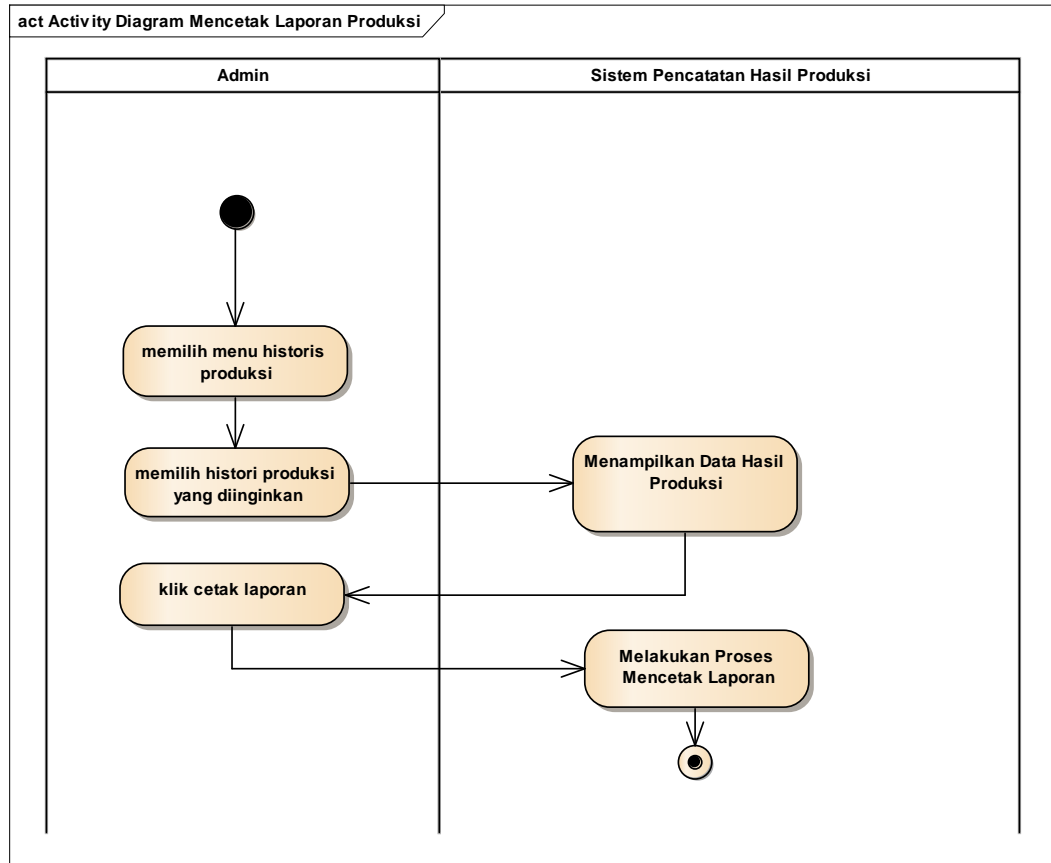 act Activity Diagram Mencetak Laporan Produksi
Admin
Sistem Pencatatan Hasil Produksi
memilih menu historis
produksi
memilih histori produksi
yang diinginkan
Menampilkan Data Hasil
Produksi
klik cetak laporan
Melakukan Proses
Mencetak Laporan